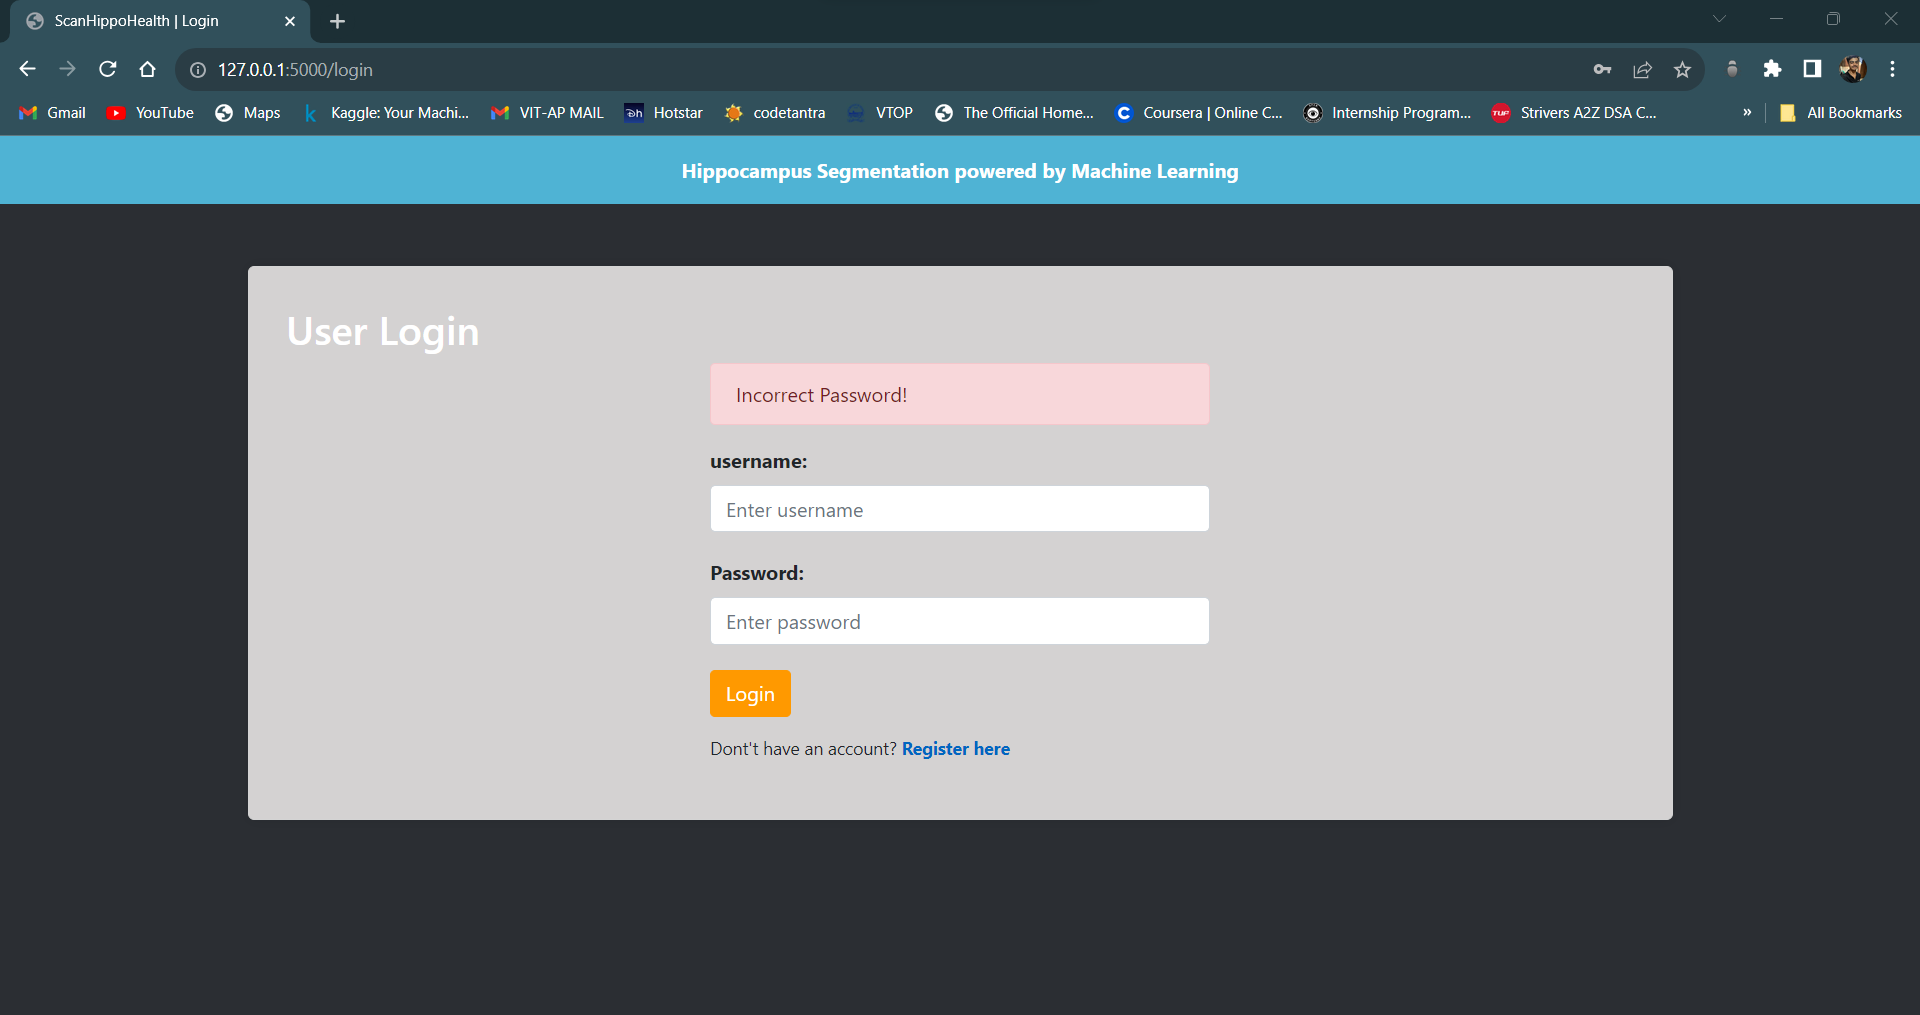 ScanHippoHealth | Login
127.0.0.1:5000/login
Gmail YouTube Maps Kaggle: Your Machi... VIT-AP MAIL Hotstar codetantra VTOP The Official Home... Coursera | Online C... Internship Program... Strivers A2Z DSA C... » All Bookmarks
Hippocampus Segmentation powered by Machine Learning
User Login
Incorrect Password!
username:
Enter username
Password:
Enter password
Login
Dont't have an account? Register here